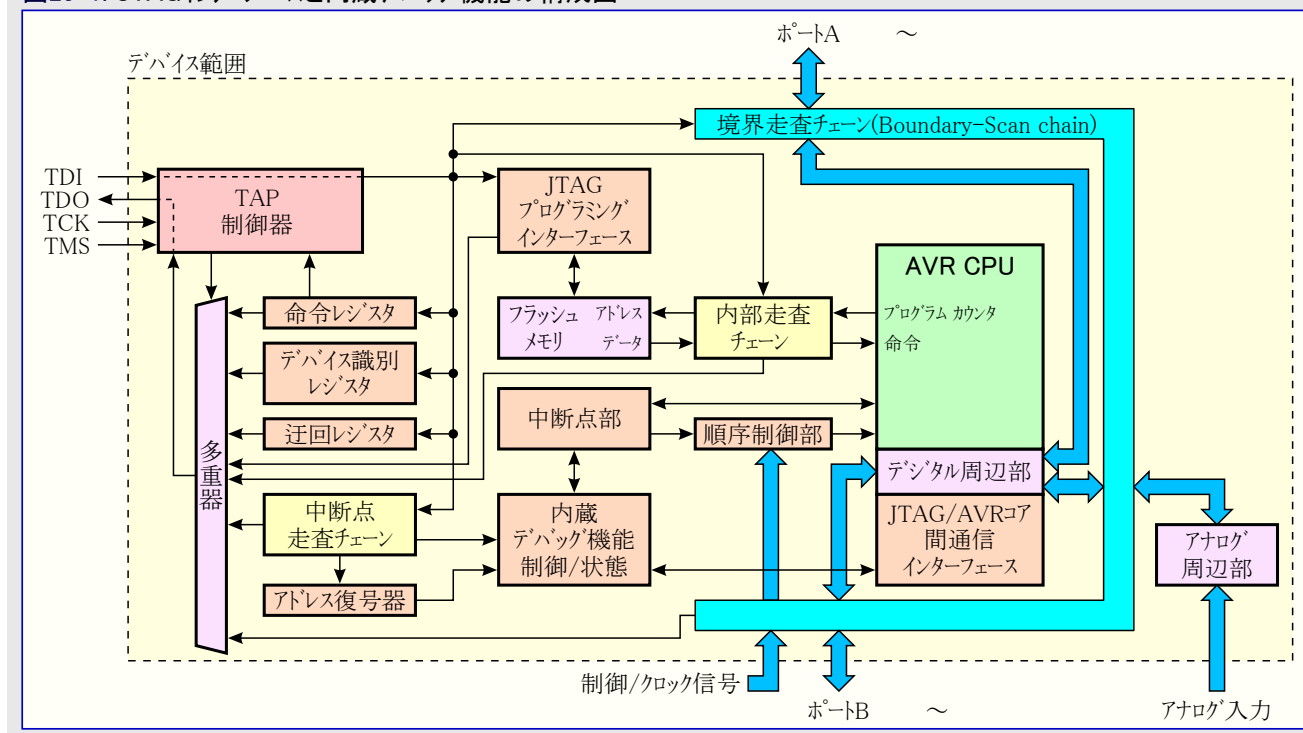 ポートA ～
デバイス範囲
境界走査チェーン(Boundary-Scan chain)
TDI
TDO
TCK
TMS
TAP
制御器
JTAG
プログラミング
インターフェース
AVR CPU
プログラム カウンタ
命令
命令レジスタ
フラッシュ アドレス
メモリ データ
内部走査
チェーン
デバイス識別
レジスタ
中断点部
順序制御部
迂回レジスタ
多重器
デジタル周辺部
中断点
走査チェーン
内蔵
デバッグ機能
制御/状態
JTAG/AVRコア
間通信
インターフェース
アナログ
周辺部
アドレス復号器
制御/クロック信号
ポートB ～
アナログ入力